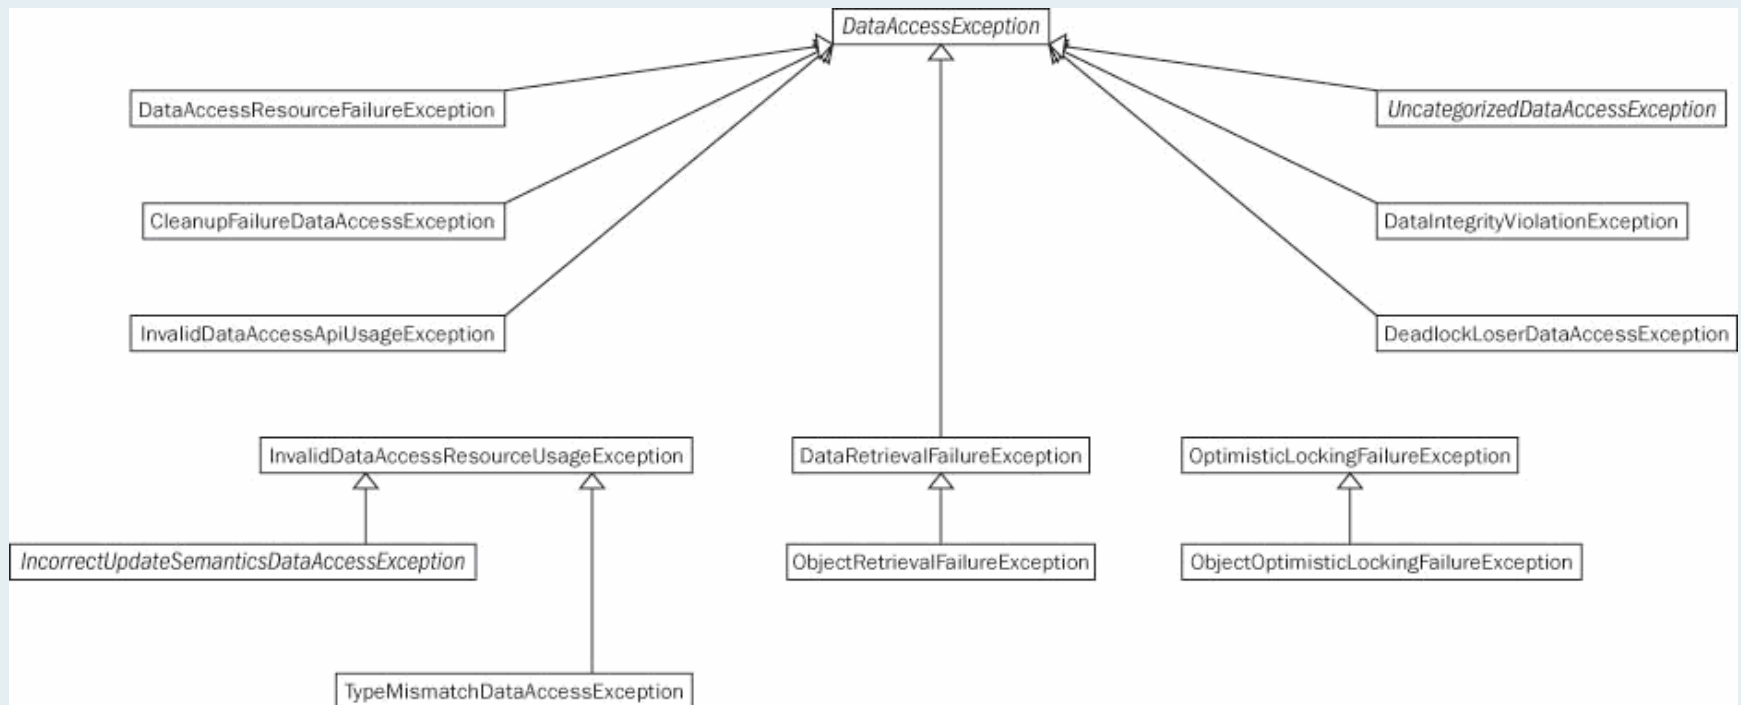 DataAccessException
DataAccessResourceFailureException
UncategorizedDataAccessException
CleanupFailureDataAccessException
DataIntegrityViolationException
InvalidDataAccessApiUsageException
DeadlockLoserDataAccessException
InvalidDataAccessResourceUsageException
DataRetrievalFailureException
OptimisticLockingFailureException
IncorrectUpdateSemanticsDataAccessException
ObjectRetrievalFailureException
ObjectOptimisticLockingFailureException
TypeMismatchDataAccessException